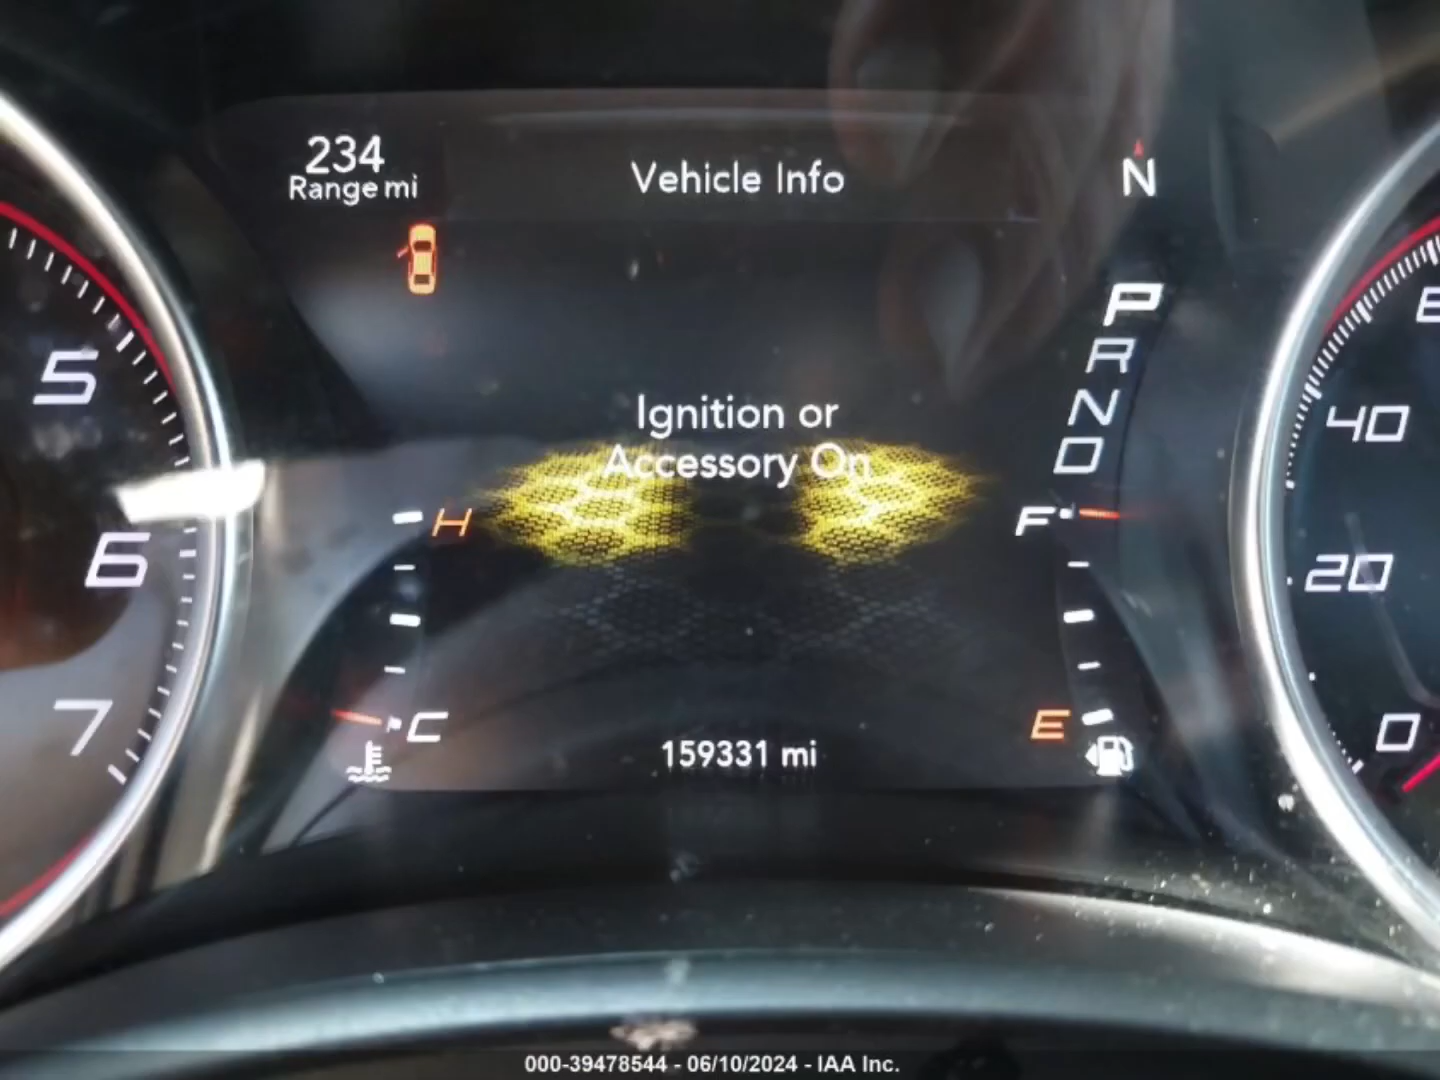 234
Range mi
Vehicle Info
N
P
R
N
D
Ignition or
Accessory On
H
C
F
E
159331 mi
5
6
7
40
20
0
000-39478544 - 06/10/2024 - IAA Inc.